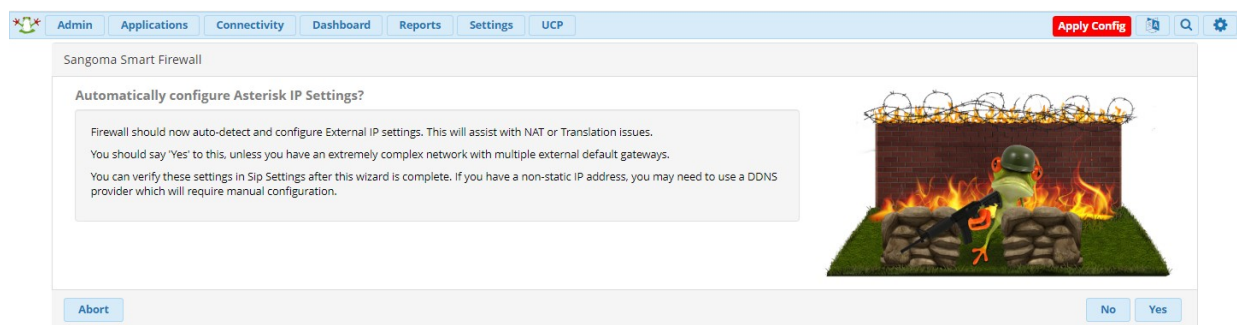 Admin Applications Connectivity Dashboard Reports Settings UCP Apply Config
Sangoma Smart Firewall
Automatically configure Asterisk IP Settings?
Firewall should now auto-detect and configure External IP settings. This will assist with NAT or Translation issues.
You should say 'Yes' to this, unless you have an extremely complex network with multiple external default gateways.
You can verify these settings in Sip Settings after this wizard is complete. If you have a non-static IP address, you may need to use a DDNS
provider which will require manual configuration.
Abort No Yes